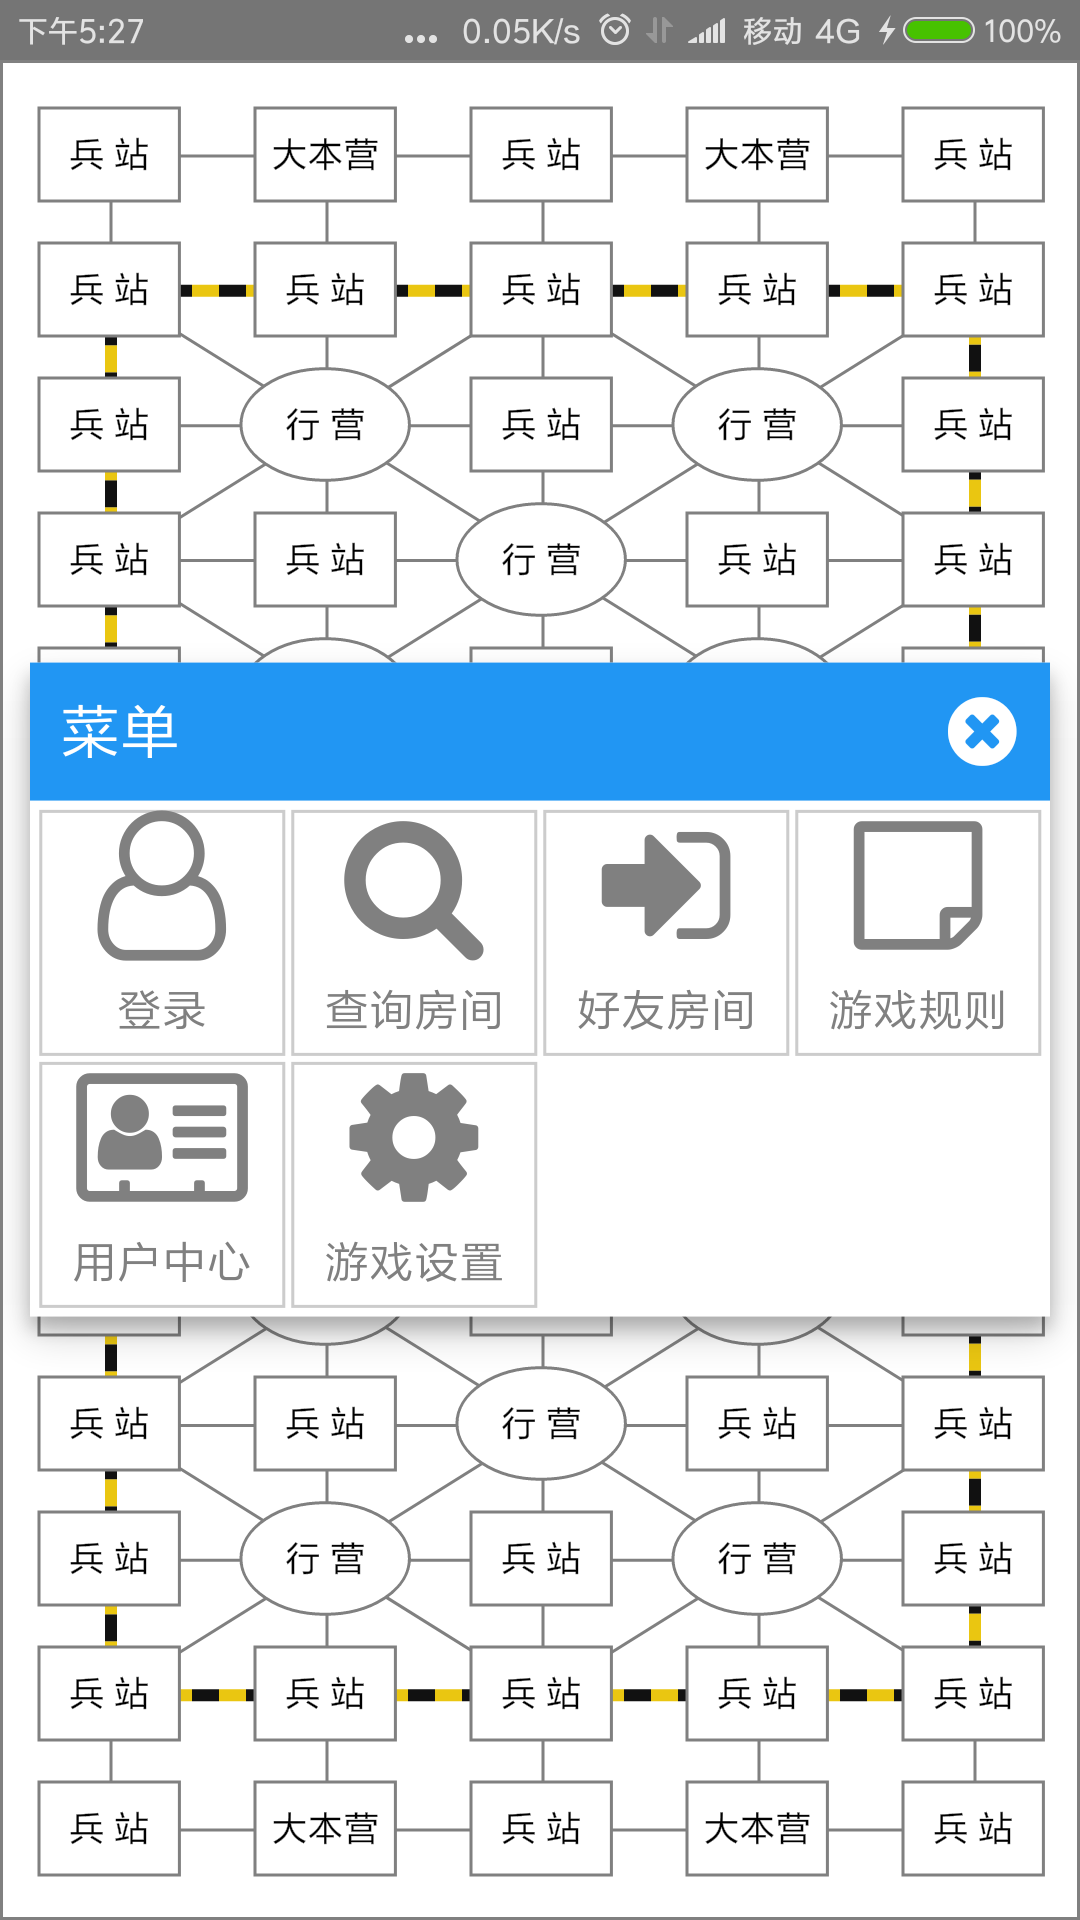 下午5:27 ... 0.05K/s 移动 4G 100%
兵 站 大本营 兵 站 大本营 兵 站
兵 站 兵 站 兵 站 兵 站 兵 站
兵 站 行 营 兵 站 行 营 兵 站
兵 站 兵 站 行 营 兵 站 兵 站
菜单
登录 查询房间 好友房间 游戏规则
用户中心 游戏设置
兵 站 兵 站 行 营 兵 站 兵 站
兵 站 行 营 兵 站 行 营 兵 站
兵 站 兵 站 兵 站 兵 站 兵 站
兵 站 大本营 兵 站 大本营 兵 站